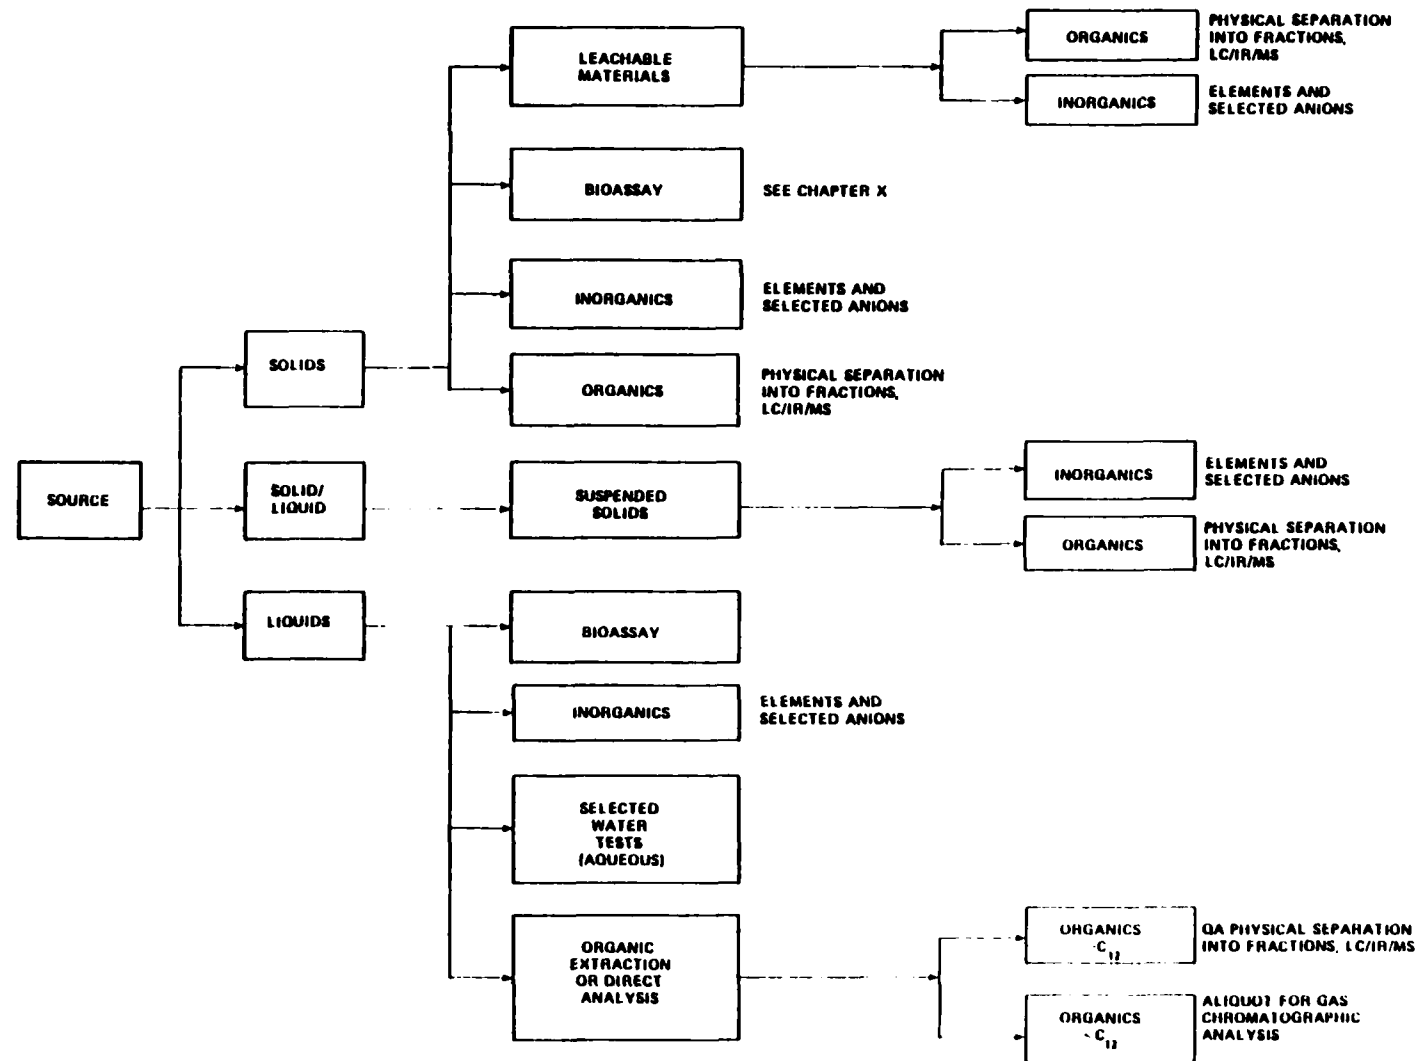 SOURCE
SOLIDS
SOLID/
LIQUID
LIQUIDS
LEACHABLE
MATERIALS
ORGANICS
PHYSICAL SEPARATION
INTO FRACTIONS,
LC/IR/MS
INORGANICS
ELEMENTS AND
SELECTED ANIONS
BIOASSAY
SEE CHAPTER X
INORGANICS
ELEMENTS AND
SELECTED ANIONS
ORGANICS
PHYSICAL SEPARATION
INTO FRACTIONS,
LC/IR/MS
SUSPENDED
SOLIDS
INORGANICS
ELEMENTS AND
SELECTED ANIONS
ORGANICS
PHYSICAL SEPARATION
INTO FRACTIONS,
LC/IR/MS
BIOASSAY
INORGANICS
ELEMENTS AND
SELECTED ANIONS
SELECTED
WATER
TESTS
(AQUEOUS)
ORGANIC
EXTRACTION
OR DIRECT
ANALYSIS
ORGANICS
C12
QA PHYSICAL SEPARATION
INTO FRACTIONS, LC/IR/MS
ORGANICS
C12
ALIQUOT FOR GAS
CHROMATOGRAPHIC
ANALYSIS